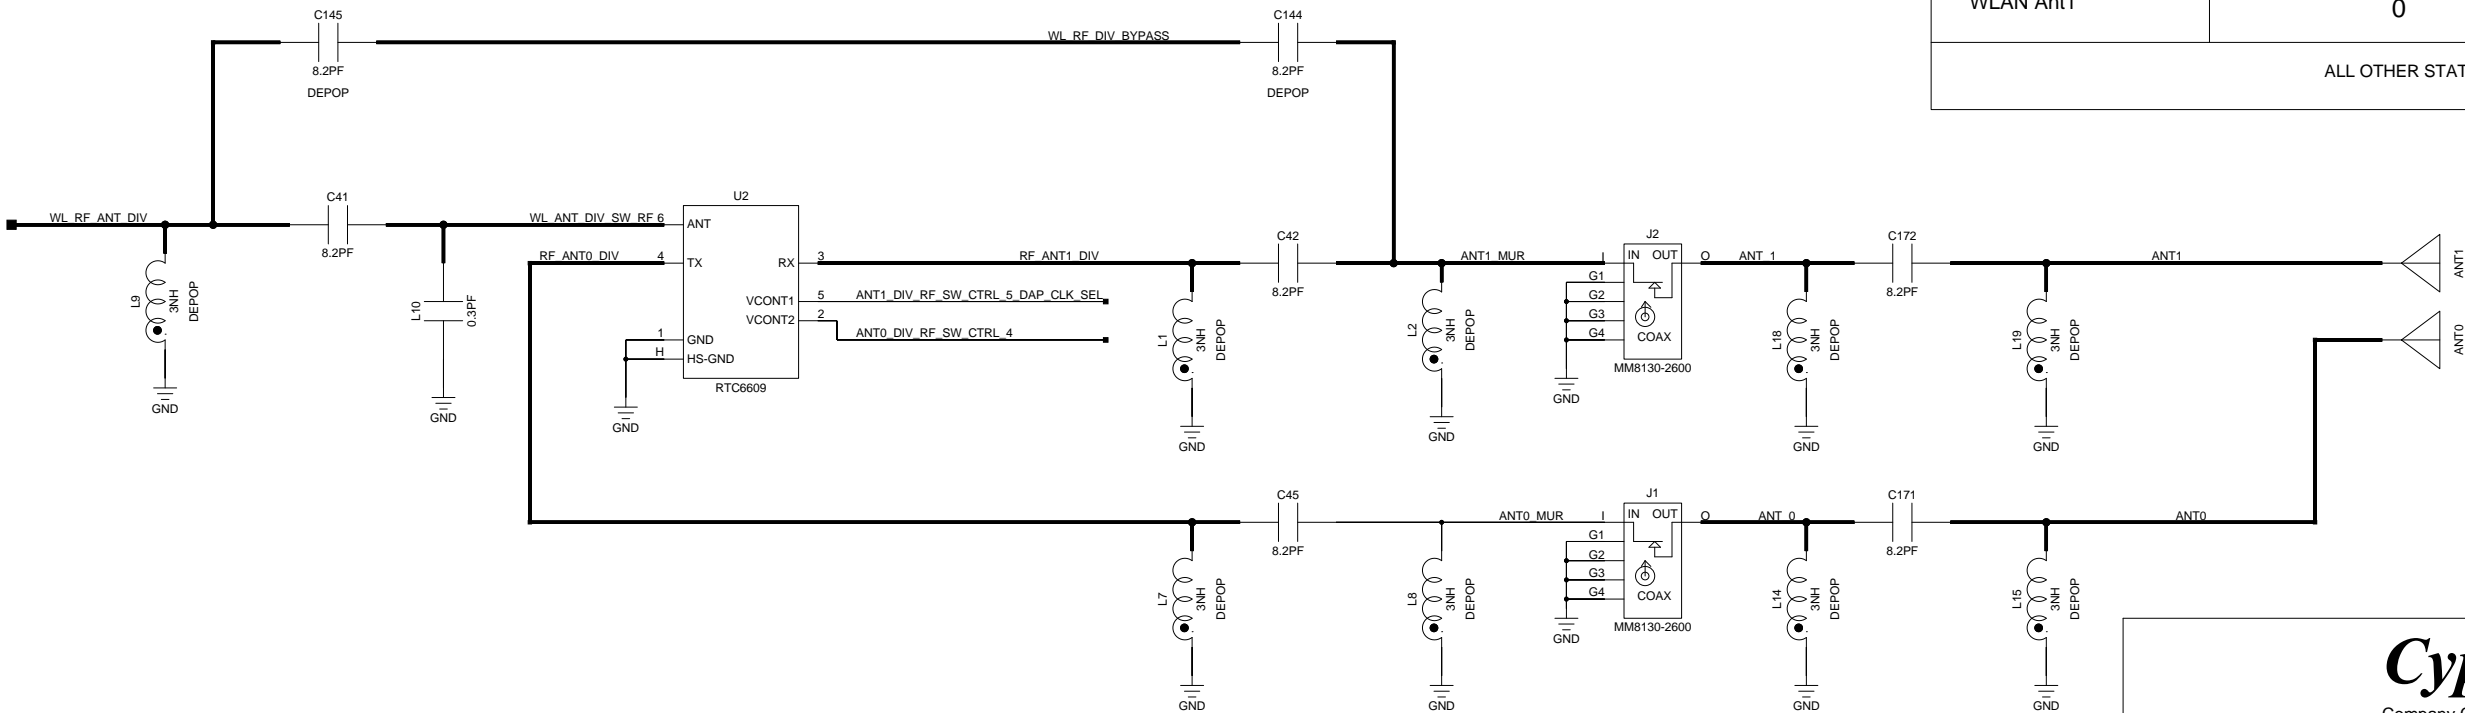 C145
8.2PF
DEPOP
WL_RF_DIV_BYPASS
C144
8.2PF
DEPOP
WLAN Ant1
0
WL_RF_ANT_DIV
C41
8.2PF
L9
3NH
DEPOP
GND
L10
0.3PF
GND
WL_ANT_DIV_SW_RF 6
RF_ANT0_DIV 4
U2
ANT
TX
RX
VCONT1
VCONT2
GND
HS-GND
RTC6609
1
H
GND
3
RF_ANT1_DIV
5
ANT1_DIV_RF_SW_CTRL_5_DAP_CLK_SEL
2
ANT0_DIV_RF_SW_CTRL_4
L1
3NH
DEPOP
GND
C42
8.2PF
ANT1_MUR
L2
3NH
DEPOP
GND
J2
I
IN OUT
O
G1
G2
G3
G4
COAX
MM8130-2600
GND
ANT_1
L18
3NH
DEPOP
GND
C172
8.2PF
ANT1
L19
3NH
DEPOP
GND
ANT1
ANT0
L7
3NH
DEPOP
GND
C45
8.2PF
ANT0_MUR
L8
3NH
DEPOP
GND
J1
I
IN OUT
O
G1
G2
G3
G4
COAX
MM8130-2600
GND
ANT_0
L14
3NH
DEPOP
GND
C171
8.2PF
ANT0
L15
3NH
DEPOP
GND
ALL OTHER